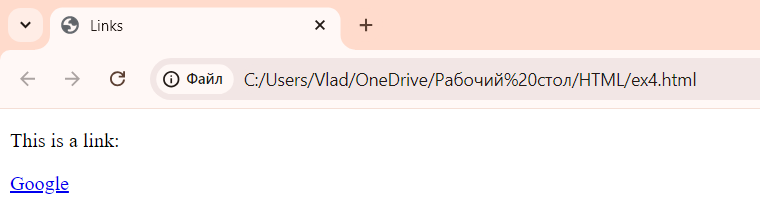 Links
Файл C:/Users/Vlad/OneDrive/Рабочий%20стол/HTML/ex4.html
This is a link:
Google